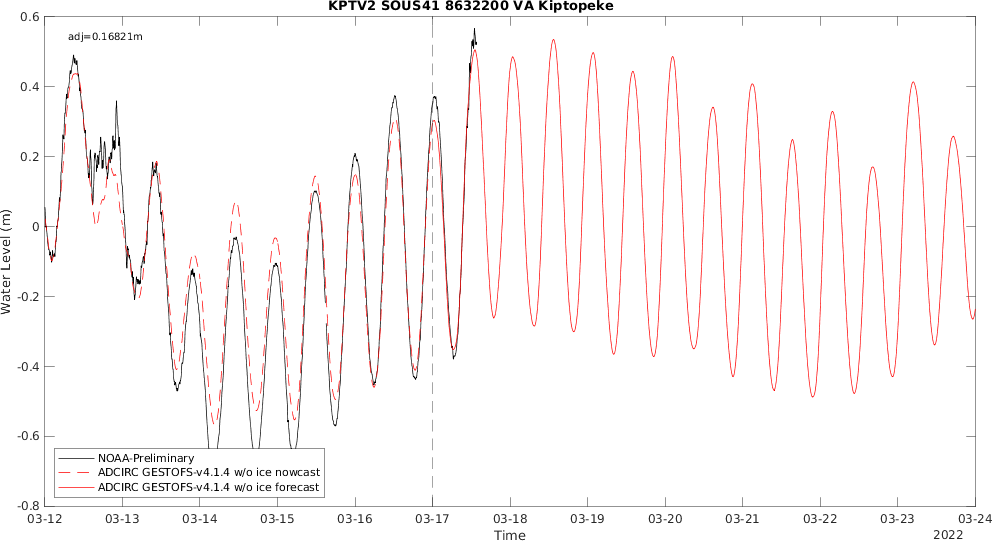 KPTV2 SOUS41 8632200 VA Kiptopeke
adj=0.16821m
Water Level (m)
0.6
0.4
0.2
0
-0.2
-0.4
-0.6
-0.8
NOAA-Preliminary
ADCIRC GESTOFS-v4.1.4 w/o ice nowcast
ADCIRC GESTOFS-v4.1.4 w/o ice forecast
03-12 03-13 03-14 03-15 03-16 03-17 03-18 03-19 03-20 03-21 03-22 03-23 03-24
Time
2022